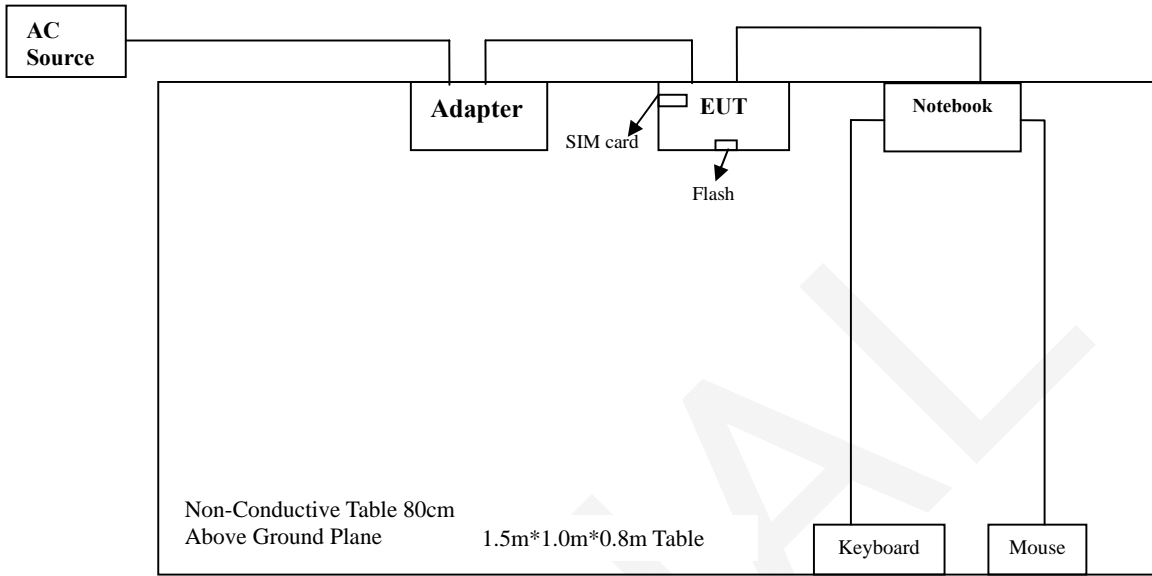 AC
Source
Adapter
EUT
Notebook
SIM card
Flash
Non-Conductive Table 80cm
Above Ground Plane
1.5m*1.0m*0.8m Table
Keyboard
Mouse